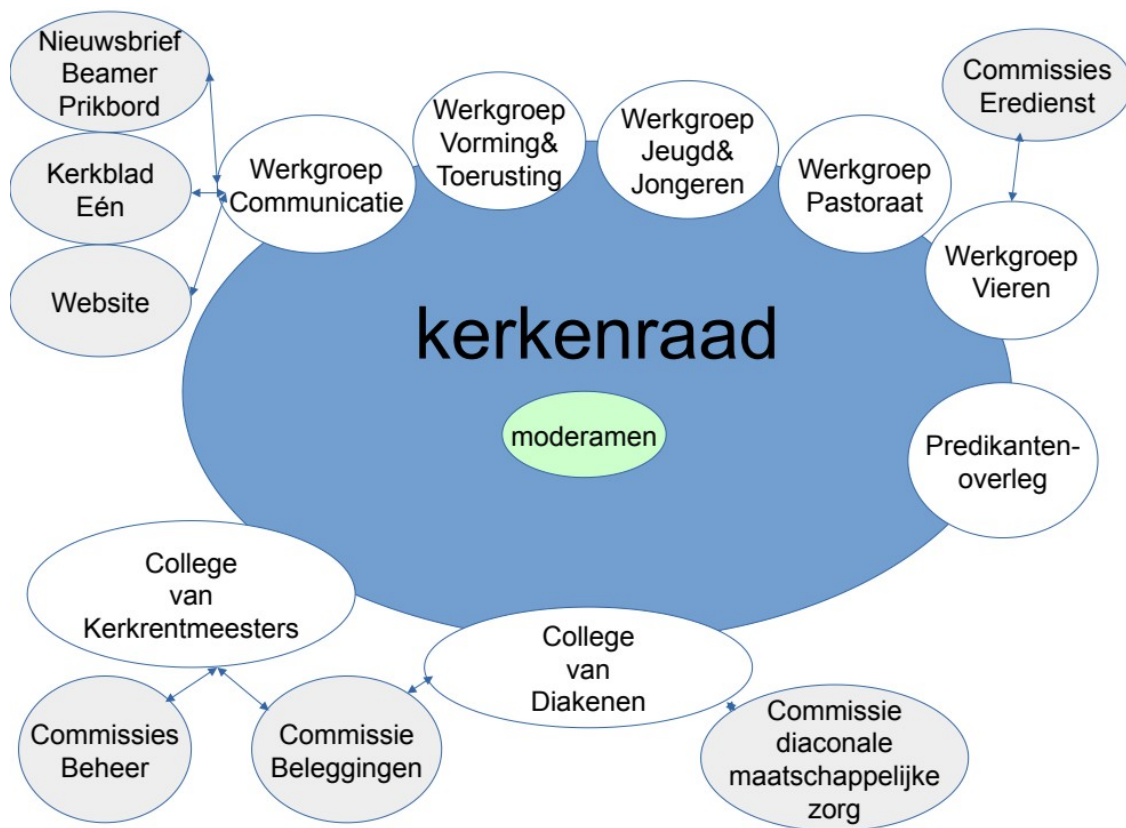 Nieuwsbrief
Beamer
Prikbord
Kerkblad
Eén
Website
Werkgroep
Communicatie
Werkgroep
Vorming&
Toerusting
Werkgroep
Jeugd&
Jongeren
Werkgroep
Pastoraat
Commissies
Eredienst
Werkgroep
Vieren
kerkenraad
moderamen
Predikanten-
overleg
College
van
Kerkrentmeesters
College
van
Diakenen
Commissies
Beheer
Commissie
Beleggingen
Commissie
diaconale
maatschappelijke
zorg